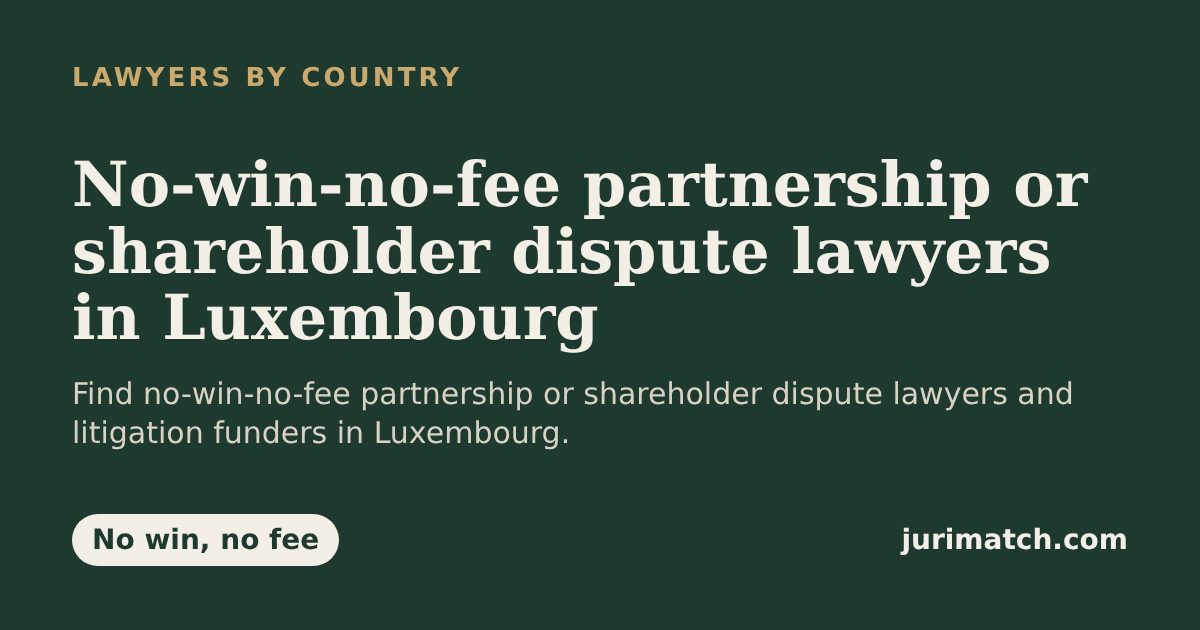 LAWYERS BY COUNTRY
No-win-no-fee partnership or
shareholder dispute lawyers
in Luxembourg
Find no-win-no-fee partnership or shareholder dispute lawyers and
litigation funders in Luxembourg.
No win, no fee
jurimatch.com